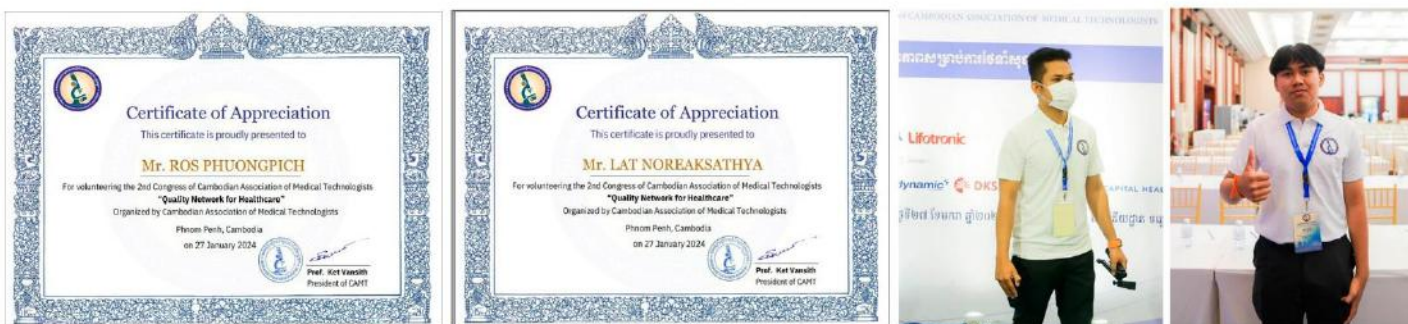 Certificate of Appreciation
This certificate is proudly presented to
Mr. ROS PHUONGPICH
For volunteering the 2nd Congress of Cambodian Association of Medical Technologists
"Quality Network for Healthcare"
Organized by Cambodian Association of Medical Technologists
Phnom Penh, Cambodia
on 27 January 2024
Prof. Ket Vansith
President of CAMT
Certificate of Appreciation
This certificate is proudly presented to
Mr. LAT NOREAKSATHYA
For volunteering the 2nd Congress of Cambodian Association of Medical Technologists
"Quality Network for Healthcare"
Organized by Cambodian Association of Medical Technologists
Phnom Penh, Cambodia
on 27 January 2024
Prof. Ket Vansith
President of CAMT
CAMBODIAN ASSOCIATION OF MEDICAL TECHNOLOGISTS
Lifotronic
dynamic DKS
CAPITAL HEAL